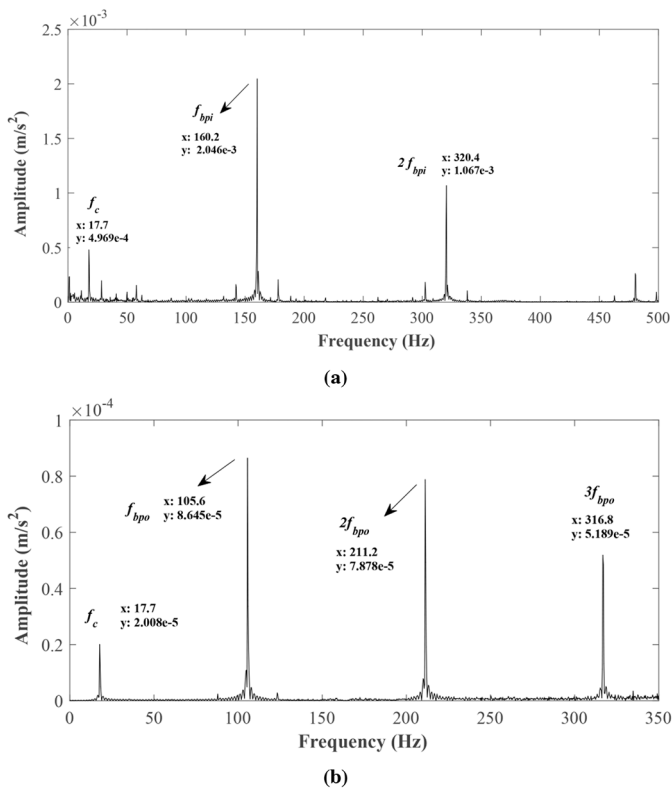 ×10⁻³
2.5
2
1.5
1
0.5
0
Amplitude (m/s²)
f_bpi
x: 160.2
y: 2.046e-3
2 f_bpi
x: 320.4
y: 1.067e-3
f_c
x: 17.7
y: 4.969e-4
0 50 100 150 200 250 300 350 400 450 500
Frequency (Hz)
(a)
×10⁻⁴
1
0.8
0.6
0.4
0.2
0
Amplitude (m/s²)
f_bpo
x: 105.6
y: 8.645e-5
2f_bpo
x: 211.2
y: 7.878e-5
3f_bpo
x: 316.8
y: 5.189e-5
f_c
x: 17.7
y: 2.008e-5
0 50 100 150 200 250 300 350
Frequency (Hz)
(b)